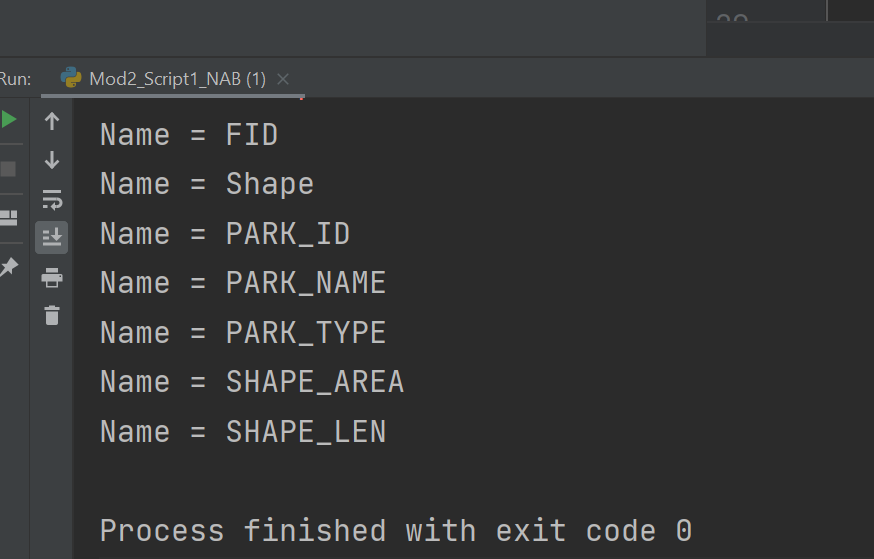 Run:
Mod2_Script1_NAB (1)
Name = FID
Name = Shape
Name = PARK_ID
Name = PARK_NAME
Name = PARK_TYPE
Name = SHAPE_AREA
Name = SHAPE_LEN
Process finished with exit code 0